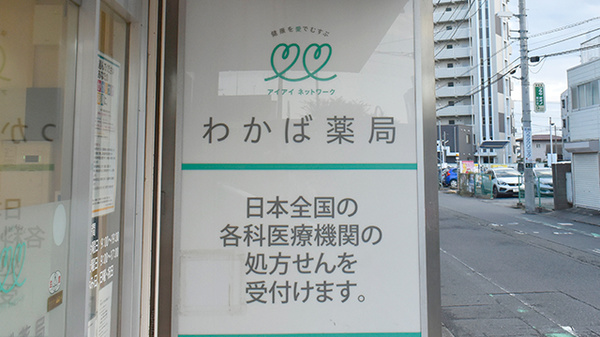 健康を愛でむすぶ
アイアイ ネットワーク
わかば薬局
日本全国の
各科医療機関の
処方せんを
受付けます。